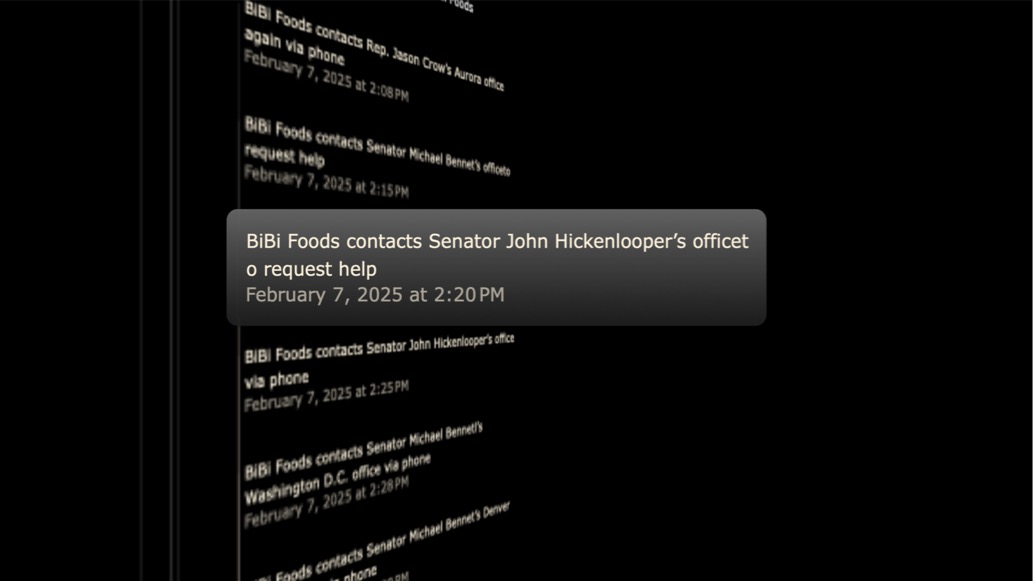 Foods
BiBi Foods contacts Rep. Jason Crow's Aurora office
again via phone
February 7, 2025 at 2:08 PM
BiBi Foods contacts Senator Michael Bennet's officeto
request help
February 7, 2025 at 2:15 PM
BiBi Foods contacts Senator John Hickenlooper’s officet
o request help
February 7, 2025 at 2:20 PM
BiBi Foods contacts Senator John Hickenlooper's office
via phone
February 7, 2025 at 2:25 PM
BiBi Foods contacts Senator Michael Bennett's
Washington D.C. office via phone
February 7, 2025 at 2:28 PM
Foods contacts Senator Michael Bennet's Denver
phone
PM